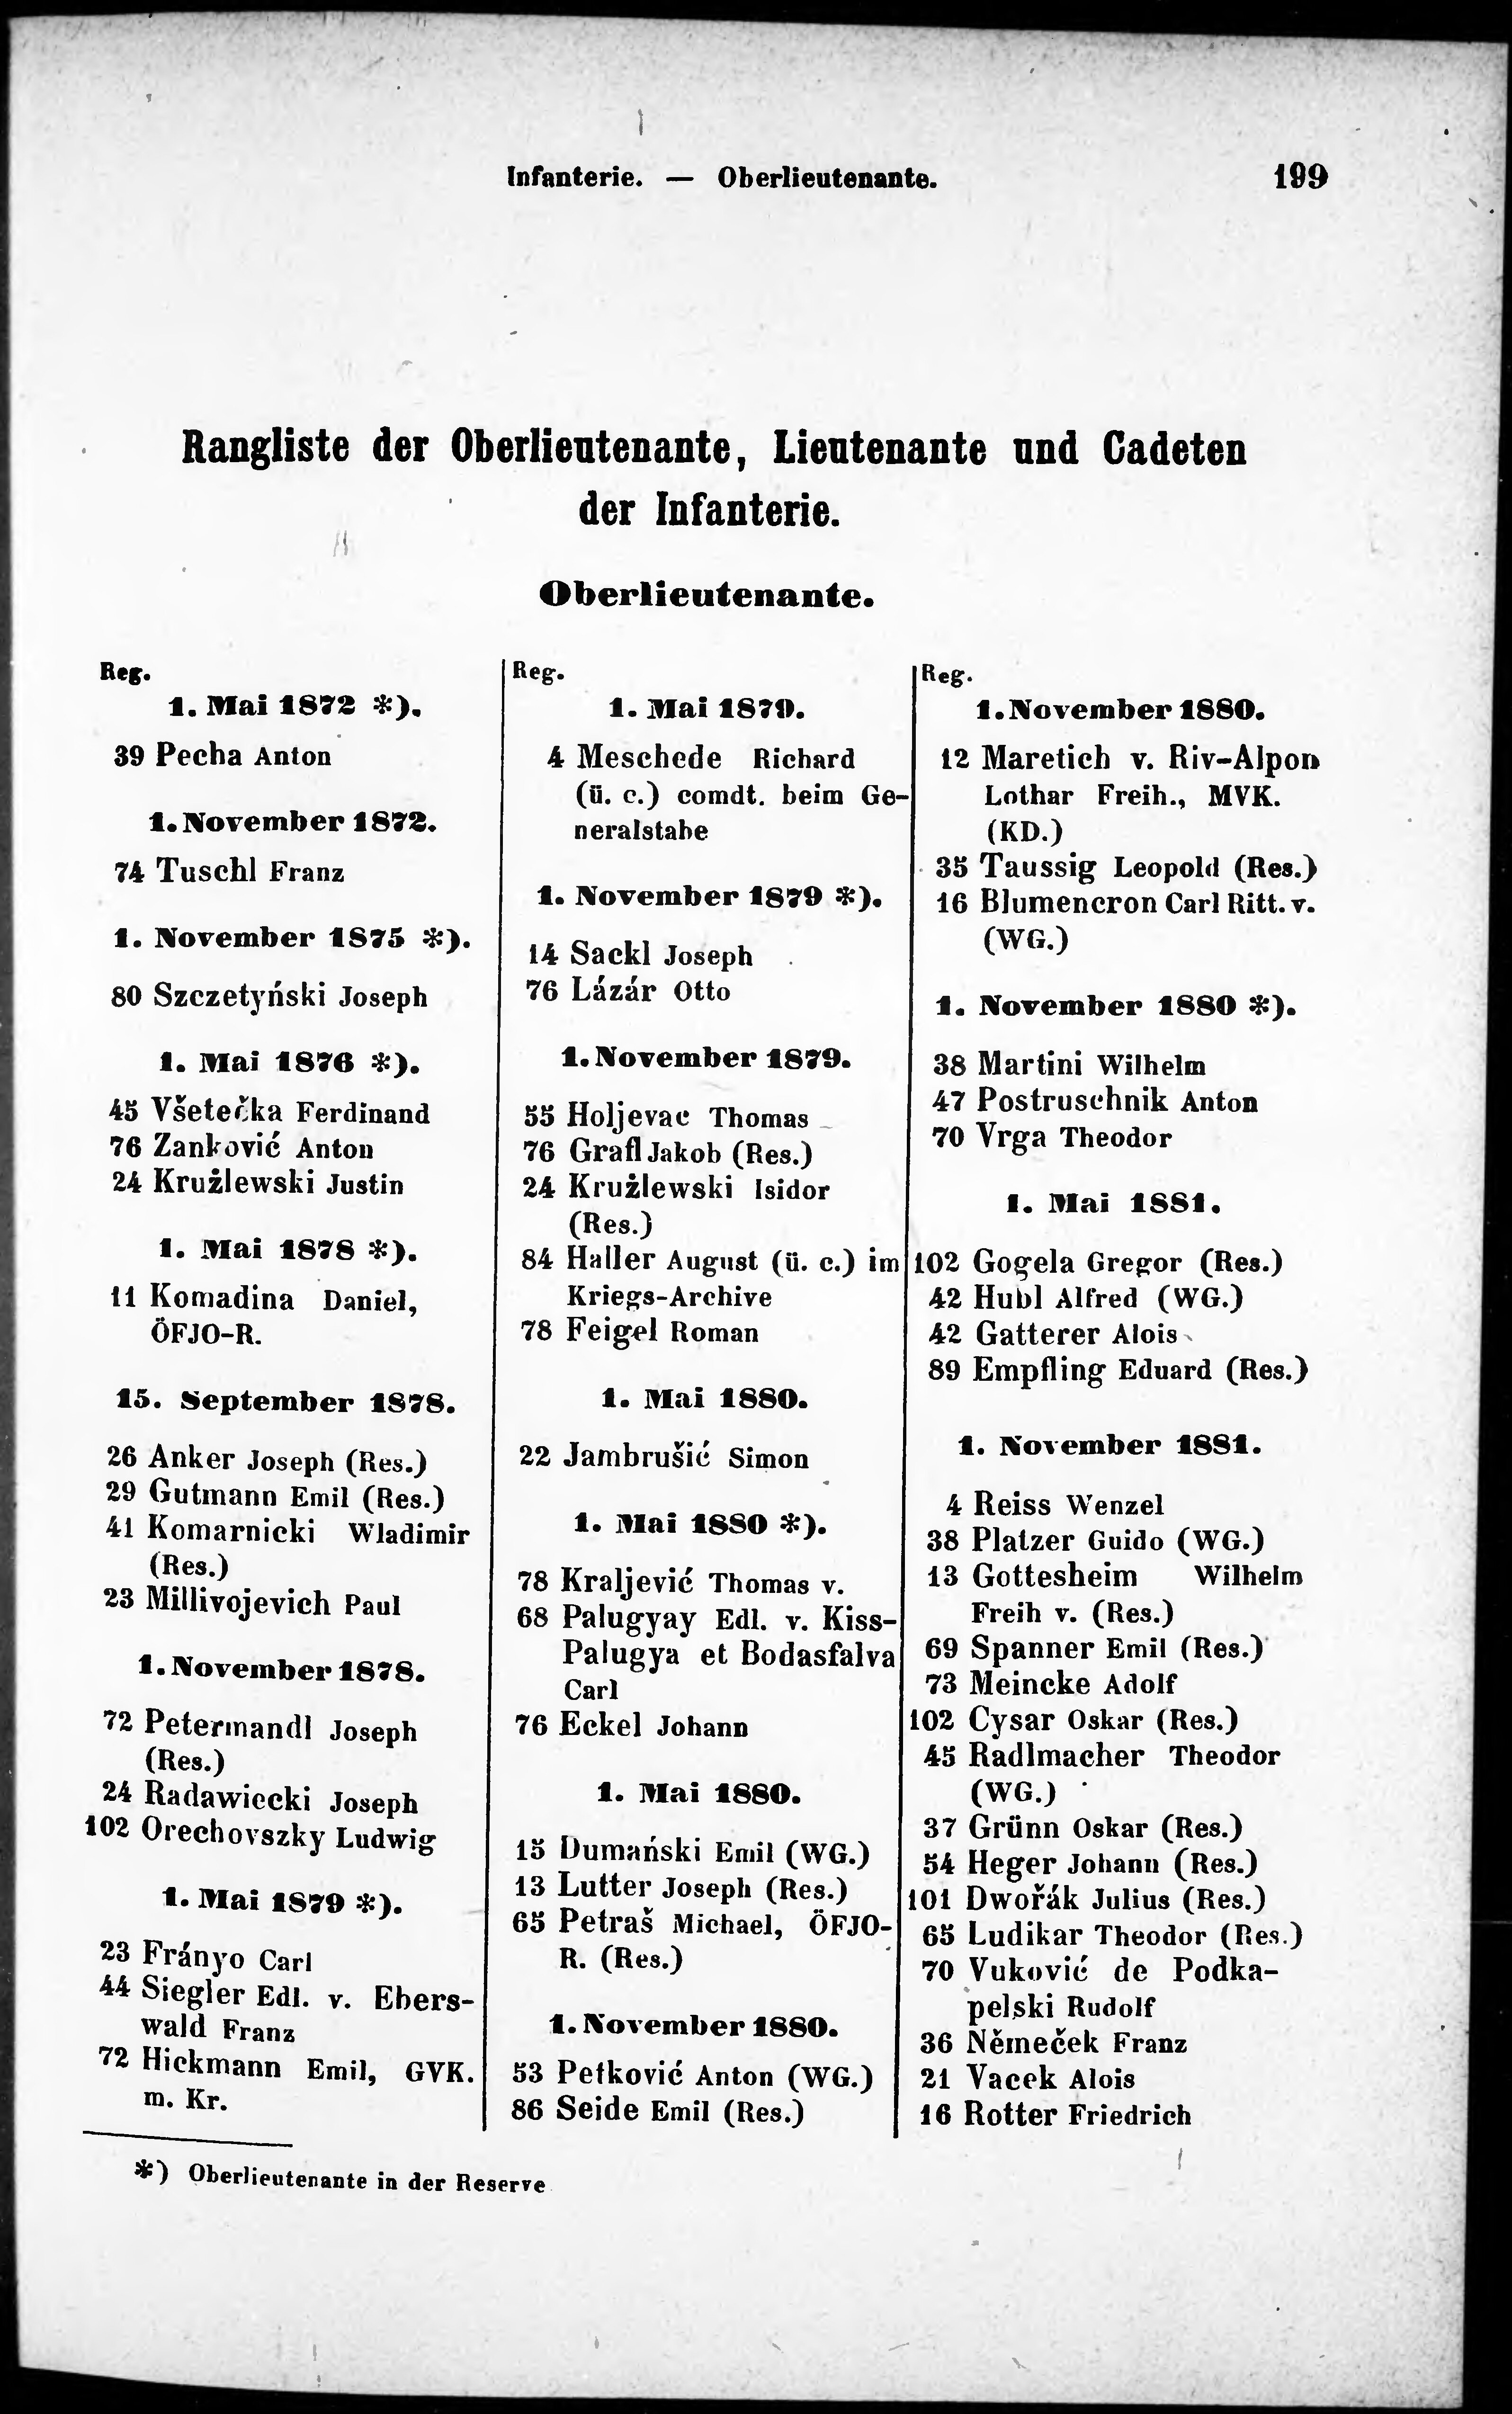 Infanterie. — Oberlieutenante. 199
Rangliste der Oberlieutenante, Lieutenante und Cadeten
der Infanterie.
Oberlieutenante.
Reg.
1. Mai 1872 *).
39 Pecha Anton
1. November 1872.
74 Tuschl Franz
1. November 1875 *).
80 Szczetyński Joseph
1. Mai 1876 *).
45 Všetečka Ferdinand
76 Zanković Anton
24 Krużlewski Justin
1. Mai 1878 *).
11 Komadina Daniel,
ÖFJO-R.
15. September 1878.
26 Anker Joseph (Res.)
29 Gutmann Emil (Res.)
41 Komarnicki Wladimir
(Res.)
23 Millivojevich Paul
1. November 1878.
72 Petermandl Joseph
(Res.)
24 Radawiecki Joseph
102 Orechovszky Ludwig
1. Mai 1879 *).
23 Frányo Carl
44 Siegler Edl. v. Ebers-
wald Franz
72 Hickmann Emil, GVK.
m. Kr.
Reg.
1. Mai 1879.
4 Meschede Richard
(ü. c.) comdt. beim Ge-
neralstabe
1. November 1879 *).
14 Sackl Joseph
76 Lázár Otto
1. November 1879.
55 Holjevac Thomas
76 Grafl Jakob (Res.)
24 Krużlewski Isidor
(Res.)
84 Haller August (ü. c.) im
Kriegs-Archive
78 Feigel Roman
1. Mai 1880.
22 Jambrušić Simon
1. Mai 1880 *).
78 Kraljević Thomas v.
68 Palugyay Edl. v. Kiss-
Palugya et Bodasfalva
Carl
76 Eckel Johann
1. Mai 1880.
15 Dumański Emil (WG.)
13 Lutter Joseph (Res.)
65 Petraš Michael, ÖFJO-
R. (Res.)
1. November 1880.
53 Petković Anton (WG.)
86 Seide Emil (Res.)
Reg.
1. November 1880.
12 Maretich v. Riv-Alpon
Lothar Freih., MVK.
(KD.)
35 Taussig Leopold (Res.)
16 Blumencron Carl Ritt. v.
(WG.)
1. November 1880 *).
38 Martini Wilhelm
47 Postruschnik Anton
70 Vrga Theodor
1. Mai 1881.
102 Gogela Gregor (Res.)
42 Hubl Alfred (WG.)
42 Gatterer Alois
89 Empfling Eduard (Res.)
1. November 1881.
4 Reiss Wenzel
38 Platzer Guido (WG.)
13 Gottesheim Wilhelm
Freih v. (Res.)
69 Spanner Emil (Res.)
73 Meincke Adolf
102 Cysar Oskar (Res.)
45 Radlmacher Theodor
(WG.)
37 Grünn Oskar (Res.)
54 Heger Johann (Res.)
101 Dwořák Julius (Res.)
65 Ludikar Theodor (Res.)
70 Vuković de Podka-
pelski Rudolf
36 Němeček Franz
21 Vacek Alois
16 Rotter Friedrich
*) Oberlieutenante in der Reserve